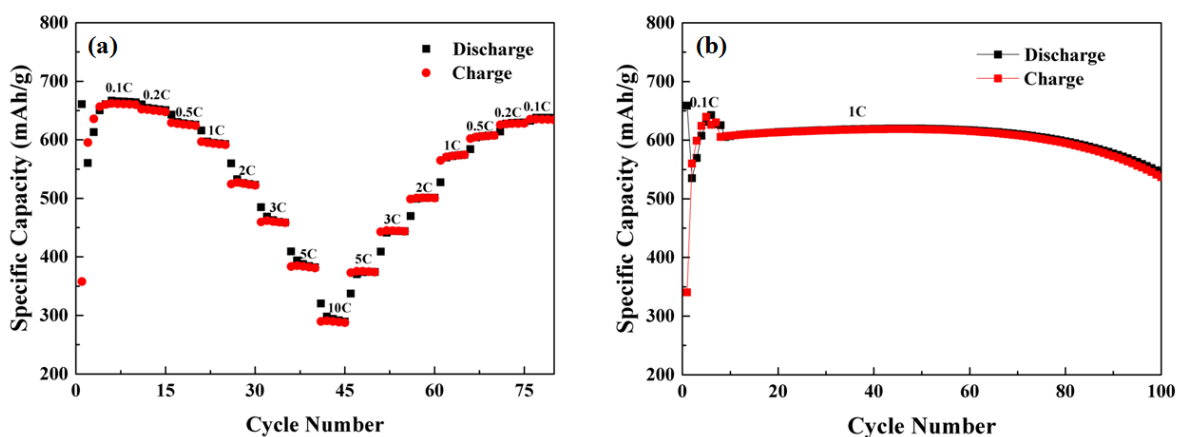 (a)
Discharge
Charge
0.1C
0.2C
0.5C
1C
2C
3C
5C
10C
5C
3C
2C
1C
0.5C
0.2C
0.1C
800
700
600
500
400
300
200
0
15
30
45
60
75
Specific Capacity (mAh/g)
Cycle Number
(b)
Discharge
Charge
0.1C
1C
800
700
600
500
400
300
200
0
20
40
60
80
100
Specific Capacity (mAh/g)
Cycle Number